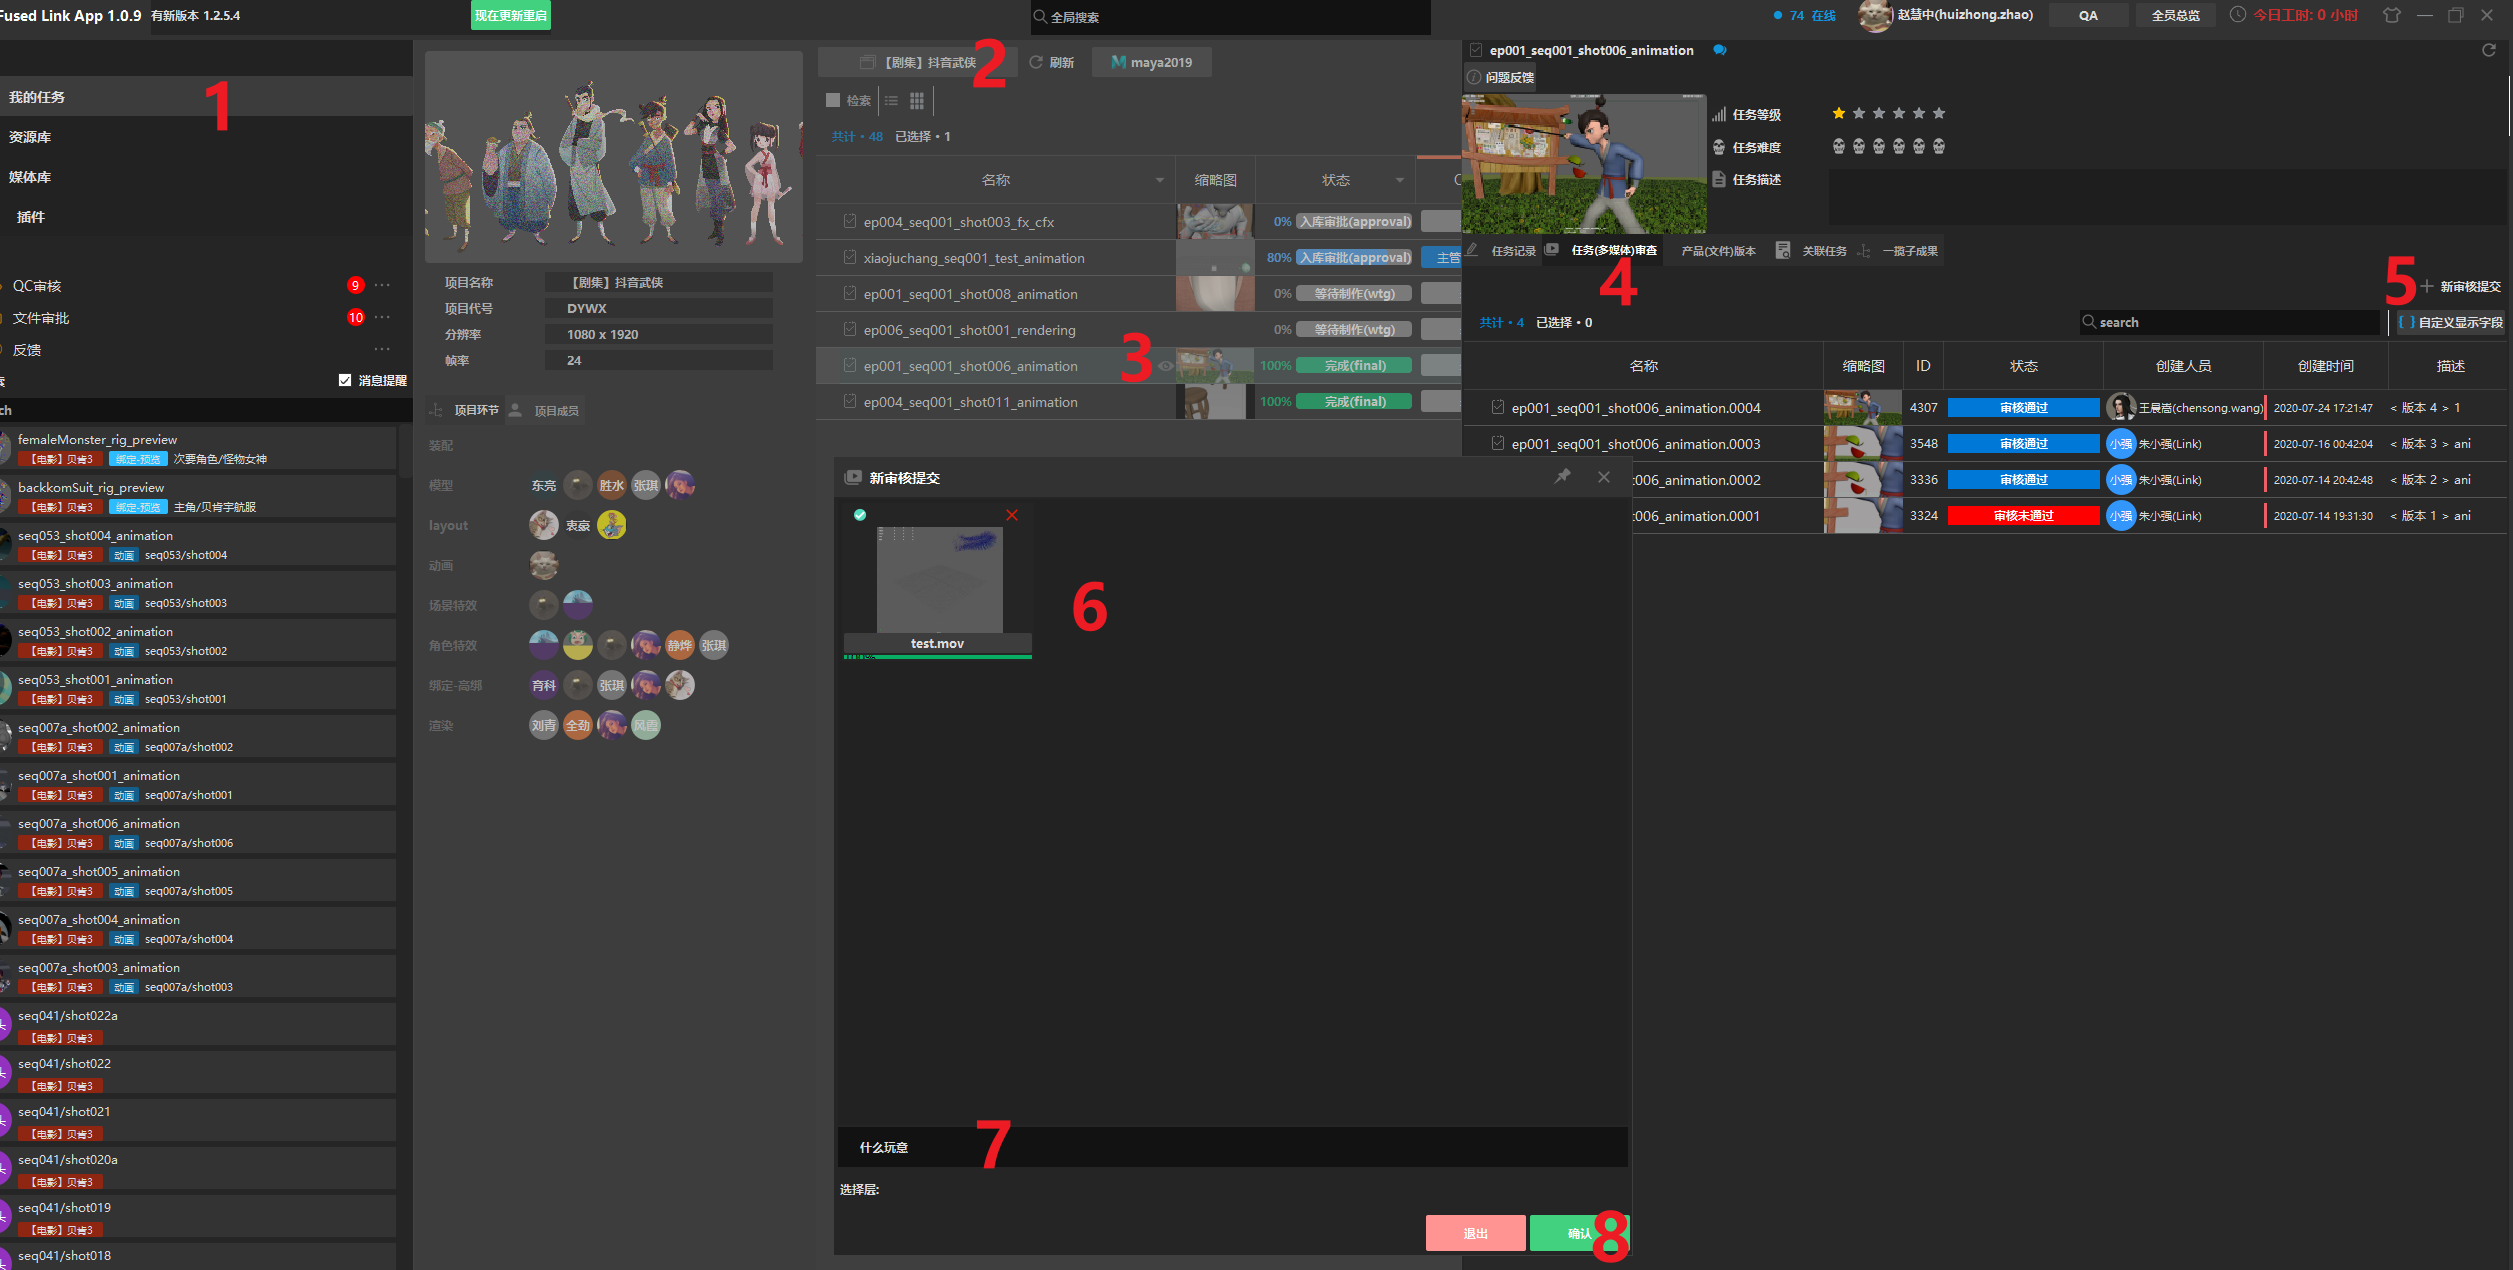 Fused Link App 1.0.9 有新版本 1.2.5.4 现在更新重启 全局搜索 74 在线 赵慧中(huizhong.zhao) QA 全员总览 今日工时: 0 小时
我的任务
资源库
媒体库
插件
QC审核 9 ...
文件审批 10 ...
反馈 ...
消息提醒
ch
femaleMonster_rig_preview
【电影】贝肯3 绑定-预览 次要角色/怪物女神
backkomSuit_rig_preview
【电影】贝肯3 绑定-预览 主角/贝肯宇航服
seq053_shot004_animation
【电影】贝肯3 动画 seq053/shot004
seq053_shot003_animation
【电影】贝肯3 动画 seq053/shot003
seq053_shot002_animation
【电影】贝肯3 动画 seq053/shot002
seq053_shot001_animation
【电影】贝肯3 动画 seq053/shot001
seq007a_shot002_animation
【电影】贝肯3 动画 seq007a/shot002
seq007a_shot001_animation
【电影】贝肯3 动画 seq007a/shot001
seq007a_shot006_animation
【电影】贝肯3 动画 seq007a/shot006
seq007a_shot005_animation
【电影】贝肯3 动画 seq007a/shot005
seq007a_shot004_animation
【电影】贝肯3 动画 seq007a/shot004
seq007a_shot003_animation
【电影】贝肯3 动画 seq007a/shot003
seq041/shot022a
【电影】贝肯3
seq041/shot022
【电影】贝肯3
seq041/shot021
【电影】贝肯3
seq041/shot020a
【电影】贝肯3
seq041/shot019
【电影】贝肯3
seq041/shot018
1
项目名称 【剧集】抖音武侠
项目代号 DYWX
分辨率 1080 x 1920
帧率 24
项目环节 项目成员
装配
模型 东亮 胜水 张琪
layout 衷豪
动画
场景特效
角色特效 静烨 张琪
绑定-高绑 育科 张琪
渲染 刘青 全劲 风雪
【剧集】抖音武侠 2 刷新 maya2019
检索
共计・48 已选择・1
名称 缩略图 状态
ep004_seq001_shot003_fx_cfx 0% 入库审批(approval)
xiaojuchang_seq001_test_animation 80% 入库审批(approval) 主管
ep001_seq001_shot008_animation 0% 等待制作(wtg)
ep006_seq001_shot001_rendering 0% 等待制作(wtg)
ep001_seq001_shot006_animation 3 100% 完成(final)
ep004_seq001_shot011_animation 100% 完成(final)
ep001_seq001_shot006_animation
问题反馈
任务等级
任务难度
任务描述
任务记录 任务(多媒体)审查 产品(文件)版本 关联任务 一揽子成果
4
5 新审核提交
共计・4 已选择・0 search 自定义显示字段
名称 缩略图 ID 状态 创建人员 创建时间 描述
ep001_seq001_shot006_animation.0004 4307 审核通过 王晨嵩(chensong.wang) 2020-07-24 17:21:47 < 版本 4 > 1
ep001_seq001_shot006_animation.0003 3548 审核通过 小强 朱小强(Link) 2020-07-16 00:42:04 < 版本 3 > ani
006_animation.0002 3336 审核通过 小强 朱小强(Link) 2020-07-14 20:42:48 < 版本 2 > ani
006_animation.0001 3324 审核未通过 小强 朱小强(Link) 2020-07-14 19:31:30 < 版本 1 > ani
新审核提交
test.mov
100%
6
什么玩意 7
选择层:
退出 确认 8